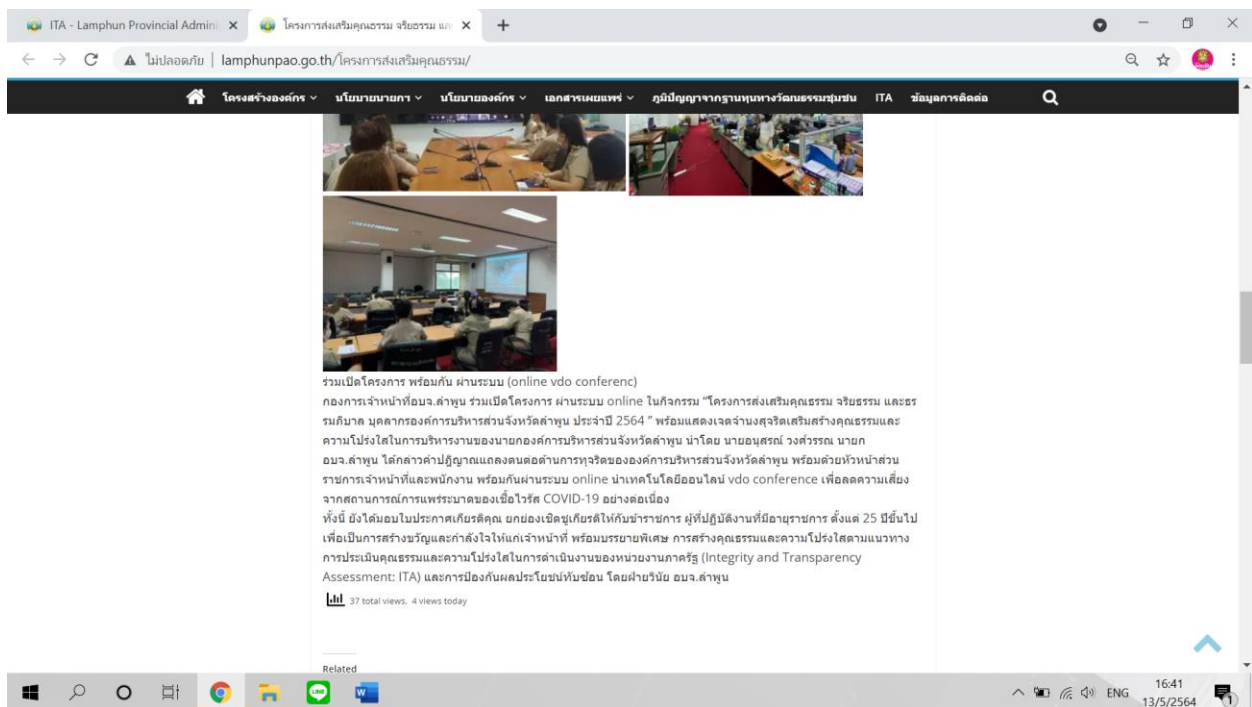 ITA - Lamphun Provincial Admini
โครงการส่งเสริมคุณธรรม จริยธรรม และ
ไม่ปลอดภัย | lamphunpao.go.th/โครงการส่งเสริมคุณธรรม/
โครงสร้างองค์กร นโยบายนายกฯ นโยบายองค์กร เอกสารเผยแพร่ ภูมิปัญญาจากฐานทุนทางวัฒนธรรมชุมชน ITA ข้อมูลการติดต่อ
ร่วมเปิดโครงการ พร้อมกัน ผ่านระบบ (online vdo conferenc)
กองการเจ้าหน้าที่อบจ.ลำพูน ร่วมเปิดโครงการ ผ่านระบบ online ในกิจกรรม "โครงการส่งเสริมคุณธรรม จริยธรรม และธร
รมภิบาล บุคลากรองค์การบริหารส่วนจังหวัดลำพูน ประจำปี 2564 " พร้อมแสดงเจตจำนงสุจริตเสริมสร้างคุณธรรมและ
ความโปร่งใสในการบริหารงานของนายกองค์การบริหารส่วนจังหวัดลำพูน นำโดย นายอนุสรณ์ วงศ์วรรณ นายก
อบจ.ลำพูน ได้กล่าวคำปฏิญาณแถลงตนต่อต้านการทุจริตขององค์การบริหารส่วนจังหวัดลำพูน พร้อมด้วยหัวหน้าส่วน
ราชการเจ้าหน้าที่และพนักงาน พร้อมกันผ่านระบบ online นำเทคโนโลยีออนไลน์ vdo conference เพื่อลดความเสี่ยง
จากสถานการณ์การแพร่ระบาดของเชื้อไวรัส COVID-19 อย่างต่อเนื่อง
ทั้งนี้ ยังได้มอบใบประกาศเกียรติคุณ ยกย่องเชิดชูเกียรติให้กับข้าราชการ ผู้ที่ปฏิบัติงานที่มีอายุราชการ ตั้งแต่ 25 ปีขึ้นไป
เพื่อเป็นการสร้างขวัญและกำลังใจให้แก่เจ้าหน้าที่ พร้อมบรรยายพิเศษ การสร้างคุณธรรมและความโปร่งใสตามแนวทาง
การประเมินคุณธรรมและความโปร่งใสในการดำเนินงานของหน่วยงานภาครัฐ (Integrity and Transparency
Assessment: ITA) และการป้องกันผลประโยชน์ทับซ้อน โดยฝ่ายวินัย อบจ.ลำพูน
37 total views, 4 views today
Related
ENG
16:41
13/5/2564